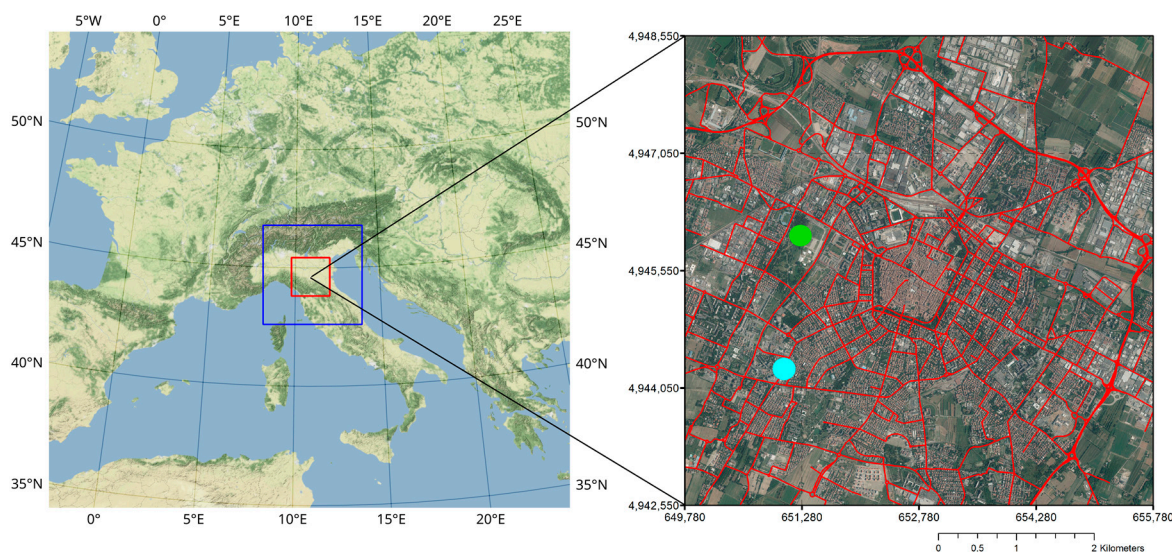 5°W 0° 5°E 10°E 15°E 20°E 25°E
50°N 50°N
45°N 45°N
40°N 40°N
35°N 35°N
0° 5°E 10°E 15°E 20°E
4,948,550
4,947,050
4,945,550
4,944,050
4,942,550
649,780 651,280 652,780 654,280 655,780
0 0.5 1 2 Kilometers